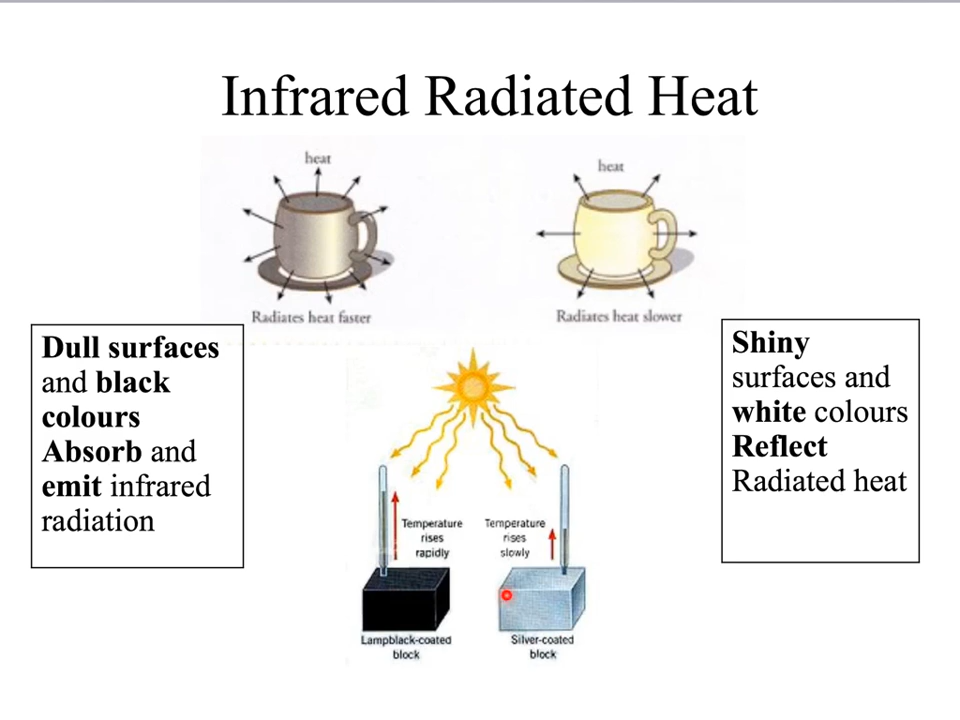 Infrared Radiated Heat
heat
heat
Radiates heat faster
Radiates heat slower
Dull surfaces
and black
colours
Absorb and
emit infrared
radiation
Shiny
surfaces and
white colours
Reflect
Radiated heat
Temperature
rises
rapidly
Temperature
rises
slowly
Lampblack-coated
block
Silver-coated
block